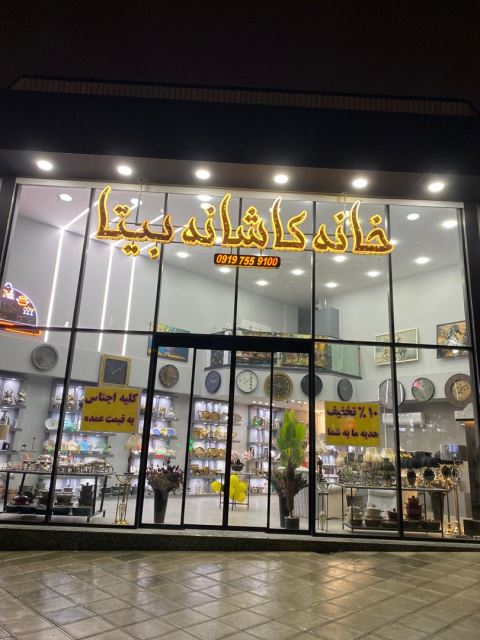 خانه کاشانه بیتا
0919 755 9100
کلیه اجناس
به قیمت عمده
۱۰٪ تخفیف
هدیه ما به شما